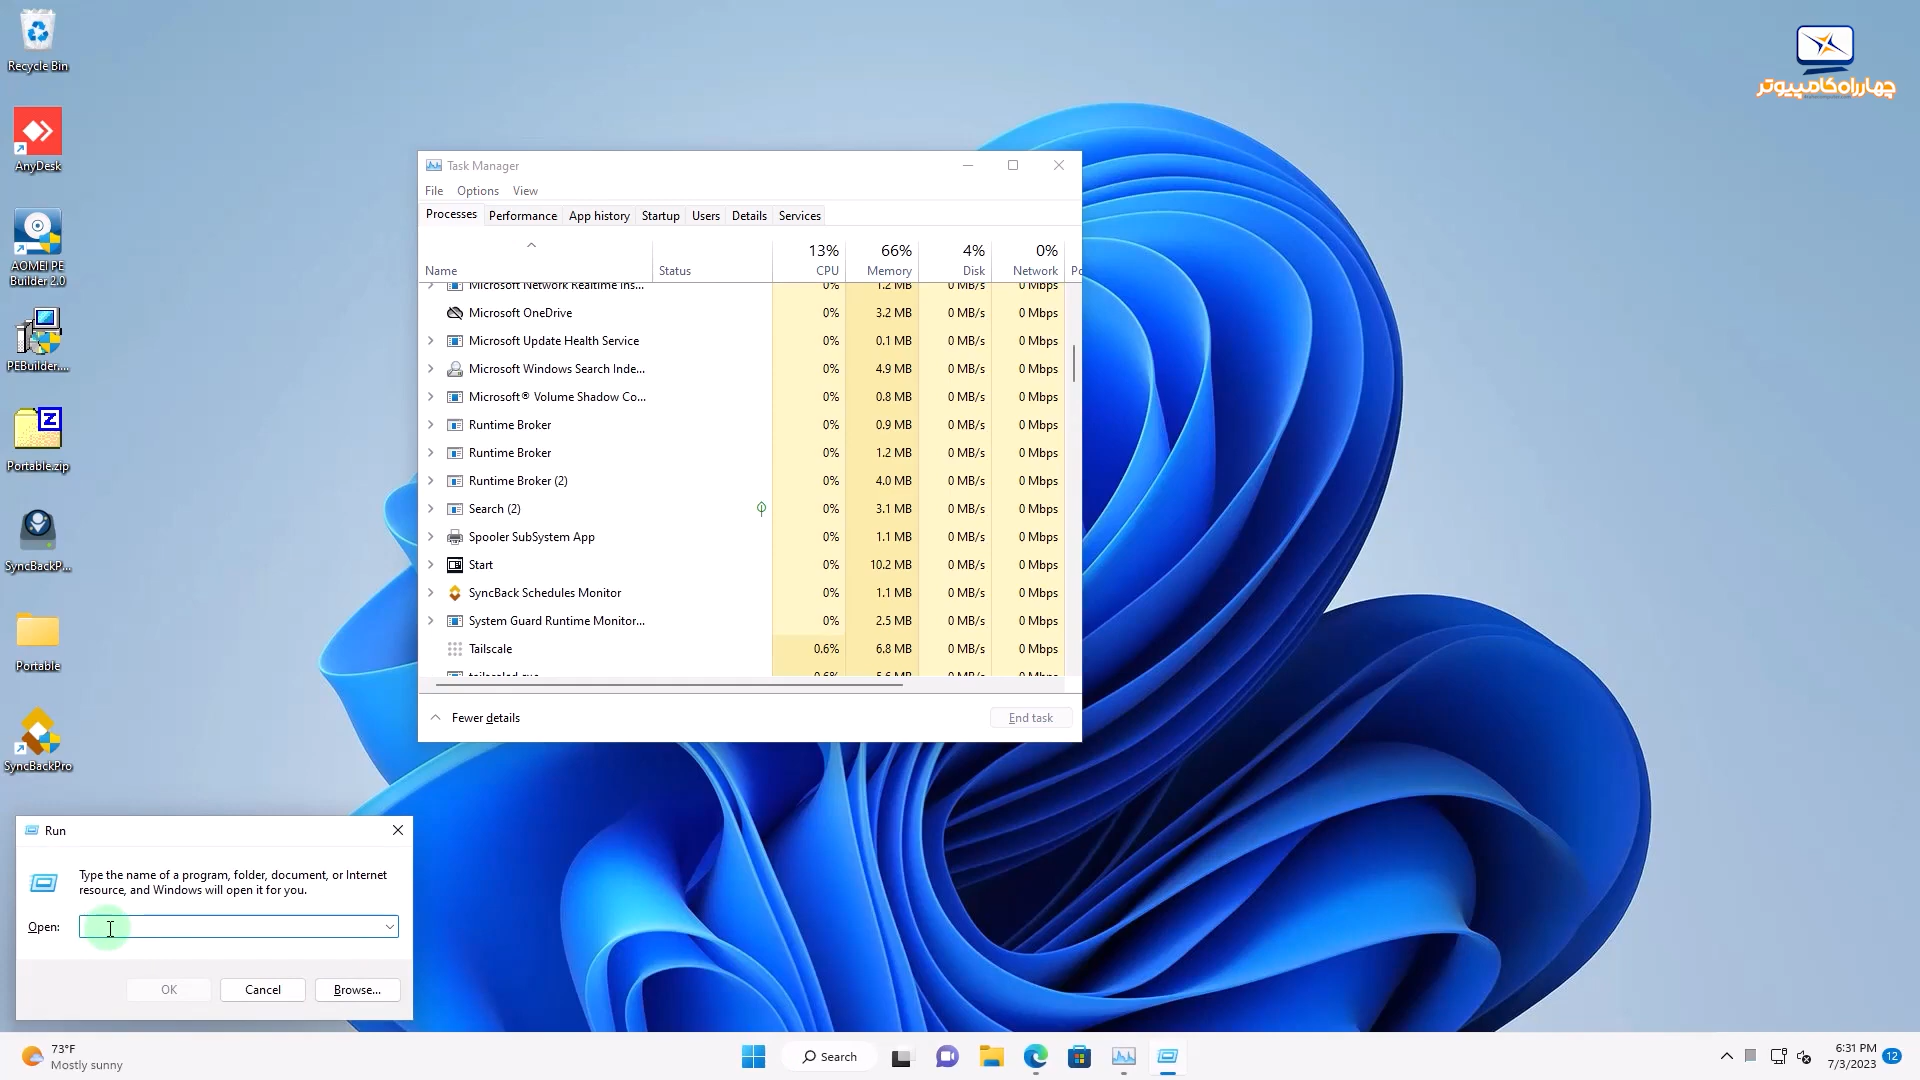 Recycle Bin
AnyDesk
AOMEI PE
Builder 2.0
PEBuilder....
Portable.zip
SyncBackP...
Portable
SyncBackPro
چهارراه کامپیوتر
Task Manager
File Options View
Processes Performance App history Startup Users Details Services
13% 66% 4% 0%
Name Status CPU Memory Disk Network
Microsoft Network Realtime Ins... 0% 1.2 MB 0 MB/s 0 Mbps
Microsoft OneDrive 0% 3.2 MB 0 MB/s 0 Mbps
Microsoft Update Health Service 0% 0.1 MB 0 MB/s 0 Mbps
Microsoft Windows Search Inde... 0% 4.9 MB 0 MB/s 0 Mbps
Microsoft® Volume Shadow Co... 0% 0.8 MB 0 MB/s 0 Mbps
Runtime Broker 0% 0.9 MB 0 MB/s 0 Mbps
Runtime Broker 0% 1.2 MB 0 MB/s 0 Mbps
Runtime Broker (2) 0% 4.0 MB 0 MB/s 0 Mbps
Search (2) 0% 3.1 MB 0 MB/s 0 Mbps
Spooler SubSystem App 0% 1.1 MB 0 MB/s 0 Mbps
Start 0% 10.2 MB 0 MB/s 0 Mbps
SyncBack Schedules Monitor 0% 1.1 MB 0 MB/s 0 Mbps
System Guard Runtime Monitor... 0% 2.5 MB 0 MB/s 0 Mbps
Tailscale 0.6% 6.8 MB 0 MB/s 0 Mbps
Fewer details End task
Run
Type the name of a program, folder, document, or Internet
resource, and Windows will open it for you.
Open:
OK Cancel Browse...
73°F
Mostly sunny
Search
6:31 PM
7/3/2023
12